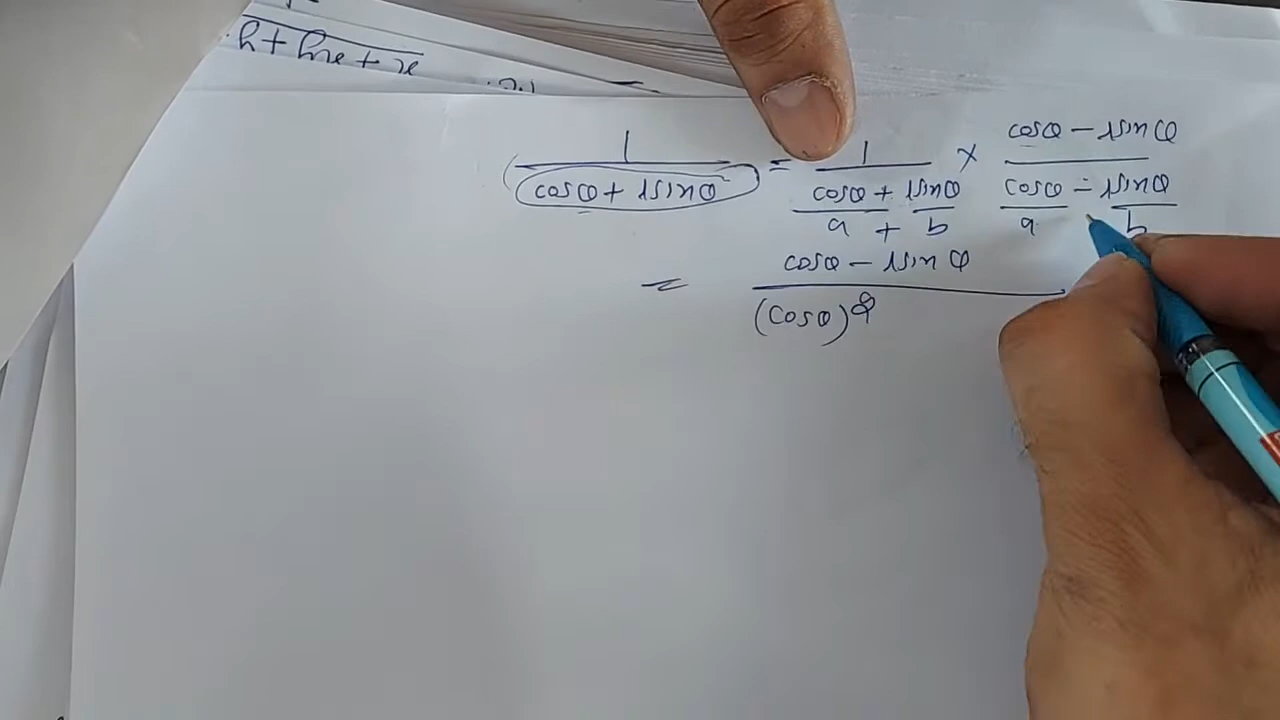 1 = 1 × cosθ - isinθ
cosθ + isinθ cosθ + isinθ cosθ - isinθ
a + b a b
= cosθ - isinθ
(cosθ)²